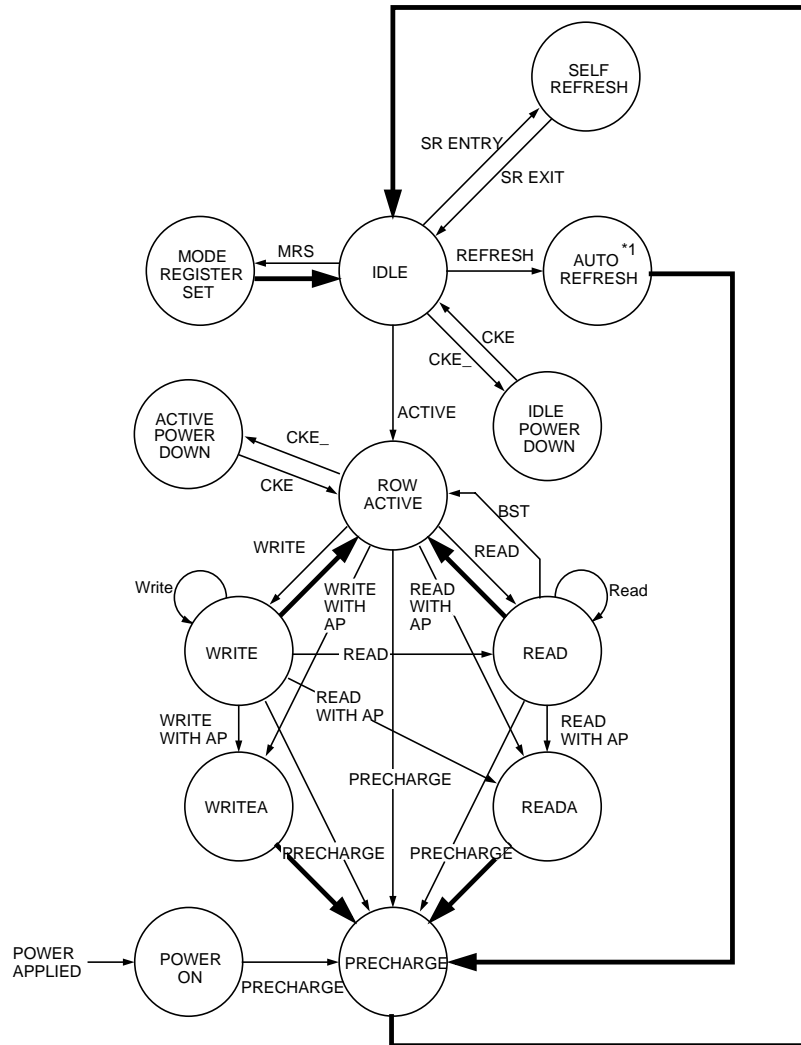 SELF
REFRESH
SR ENTRY
SR EXIT
MODE
REGISTER
SET
MRS
IDLE
REFRESH
AUTO *1
REFRESH
CKE
CKE_
IDLE
POWER
DOWN
ACTIVE
ACTIVE
POWER
DOWN
CKE_
CKE
ROW
ACTIVE
BST
WRITE
READ
Write
WRITE
WITH
AP
READ
WITH
AP
Read
WRITE
READ
READ
READ
WITH AP
WRITE
WITH AP
READ
WITH AP
PRECHARGE
WRITEA
READA
PRECHARGE
PRECHARGE
POWER
APPLIED
POWER
ON
PRECHARGE
PRECHARGE